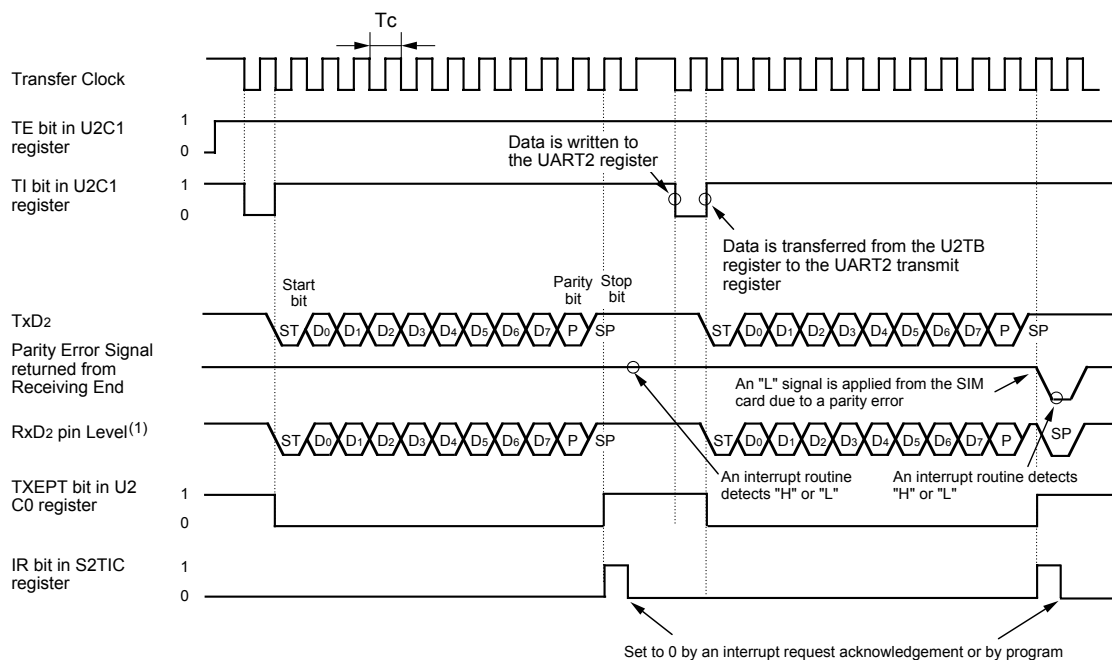 Tc
Transfer Clock
TE bit in U2C1
register
1
0
Data is written to
the UART2 register
TI bit in U2C1
register
1
0
Data is transferred from the U2TB
register to the UART2 transmit
register
Start
bit
Parity
bit
Stop
bit
TxD2
ST D0 D1 D2 D3 D4 D5 D6 D7 P SP
ST D0 D1 D2 D3 D4 D5 D6 D7 P SP
Parity Error Signal
returned from
Receiving End
An "L" signal is applied from the SIM
card due to a parity error
RxD2 pin Level(1)
ST D0 D1 D2 D3 D4 D5 D6 D7 P SP
ST D0 D1 D2 D3 D4 D5 D6 D7 P SP
An interrupt routine
detects "H" or "L"
An interrupt routine detects
"H" or "L"
TXEPT bit in U2
C0 register
1
0
IR bit in S2TIC
register
1
0
Set to 0 by an interrupt request acknowledgement or by program